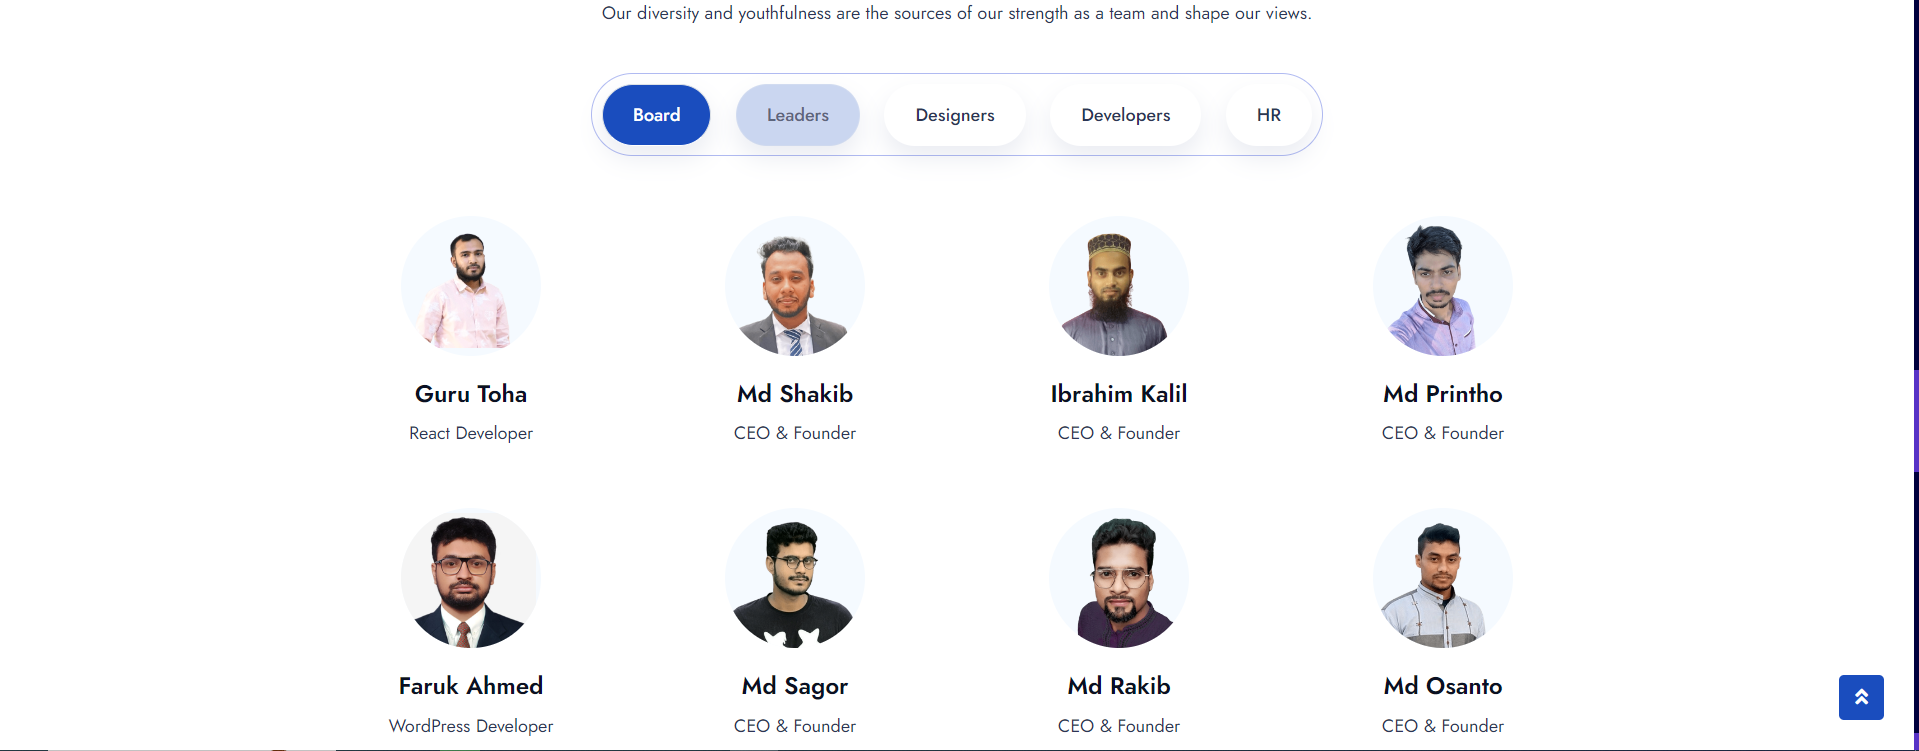 Our diversity and youthfulness are the sources of our strength as a team and shape our views.
Board Leaders Designers Developers HR
Guru Toha Md Shakib Ibrahim Kalil Md Printho
React Developer CEO & Founder CEO & Founder CEO & Founder
Faruk Ahmed Md Sagor Md Rakib Md Osanto
WordPress Developer CEO & Founder CEO & Founder CEO & Founder